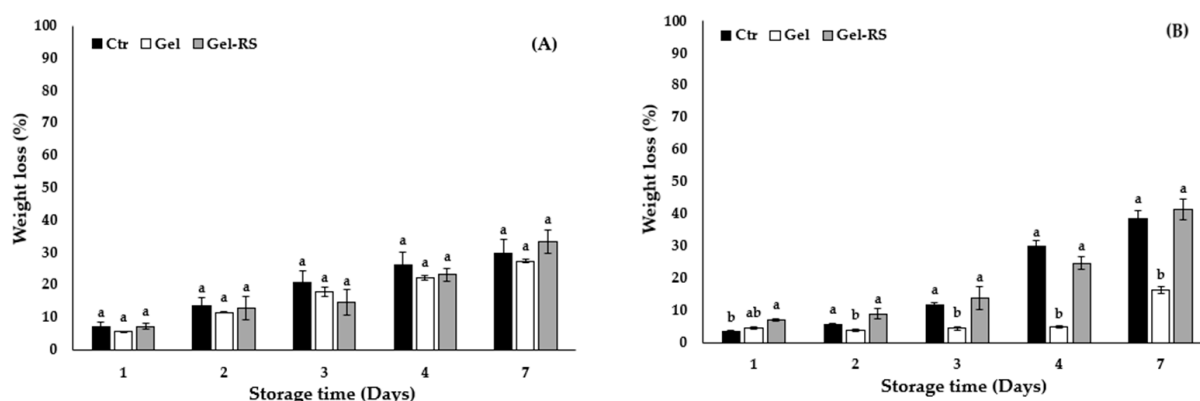 100
90
80
70
60
50
40
30
20
10
0
Weight loss (%)
Ctr Gel Gel-RS
(A)
a a a
a a a
a a a
a a a
a a a
1 2 3 4 7
Storage time (Days)
100
90
80
70
60
50
40
30
20
10
0
Weight loss (%)
Ctr Gel Gel-RS
(B)
b ab a
a b a
a b a
a b a
a b a
1 2 3 4 7
Storage time (Days)